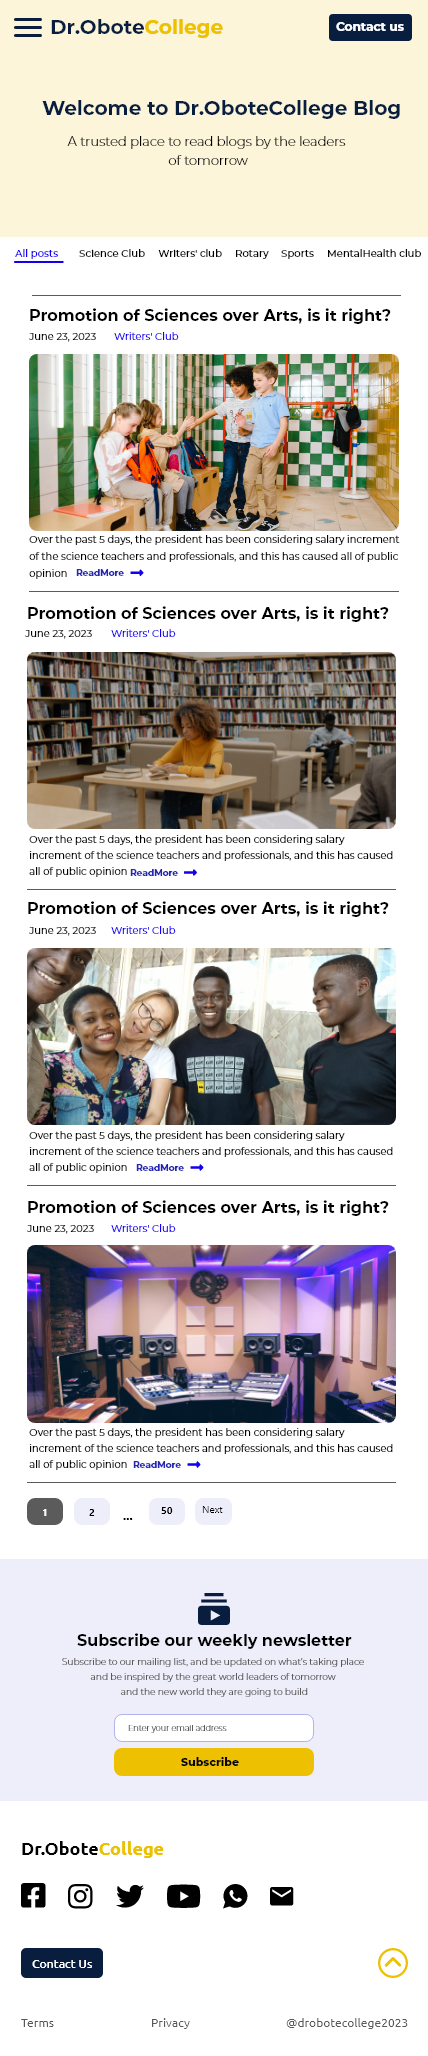 Dr.OboteCollege
Contact us
Welcome to Dr.OboteCollege Blog
A trusted place to read blogs by the leaders
of tomorrow
All posts Science Club Writers' club Rotary Sports MentalHealth club
Promotion of Sciences over Arts, is it right?
June 23, 2023 Writers' Club
Over the past 5 days, the president has been considering salary increment
of the science teachers and professionals, and this has caused all of public
opinion ReadMore
Promotion of Sciences over Arts, is it right?
June 23, 2023 Writers' Club
Over the past 5 days, the president has been considering salary
increment of the science teachers and professionals, and this has caused
all of public opinion ReadMore
Promotion of Sciences over Arts, is it right?
June 23, 2023 Writers' Club
Over the past 5 days, the president has been considering salary
increment of the science teachers and professionals, and this has caused
all of public opinion ReadMore
Promotion of Sciences over Arts, is it right?
June 23, 2023 Writers' Club
Over the past 5 days, the president has been considering salary
increment of the science teachers and professionals, and this has caused
all of public opinion ReadMore
1 2 ... 50 Next
Subscribe our weekly newsletter
Subscribe to our mailing list, and be updated on what's taking place
and be inspired by the great world leaders of tomorrow
and the new world they are going to build
Enter your email address
Subscribe
Dr.OboteCollege
Contact Us
Terms Privacy @drobotecollege2023